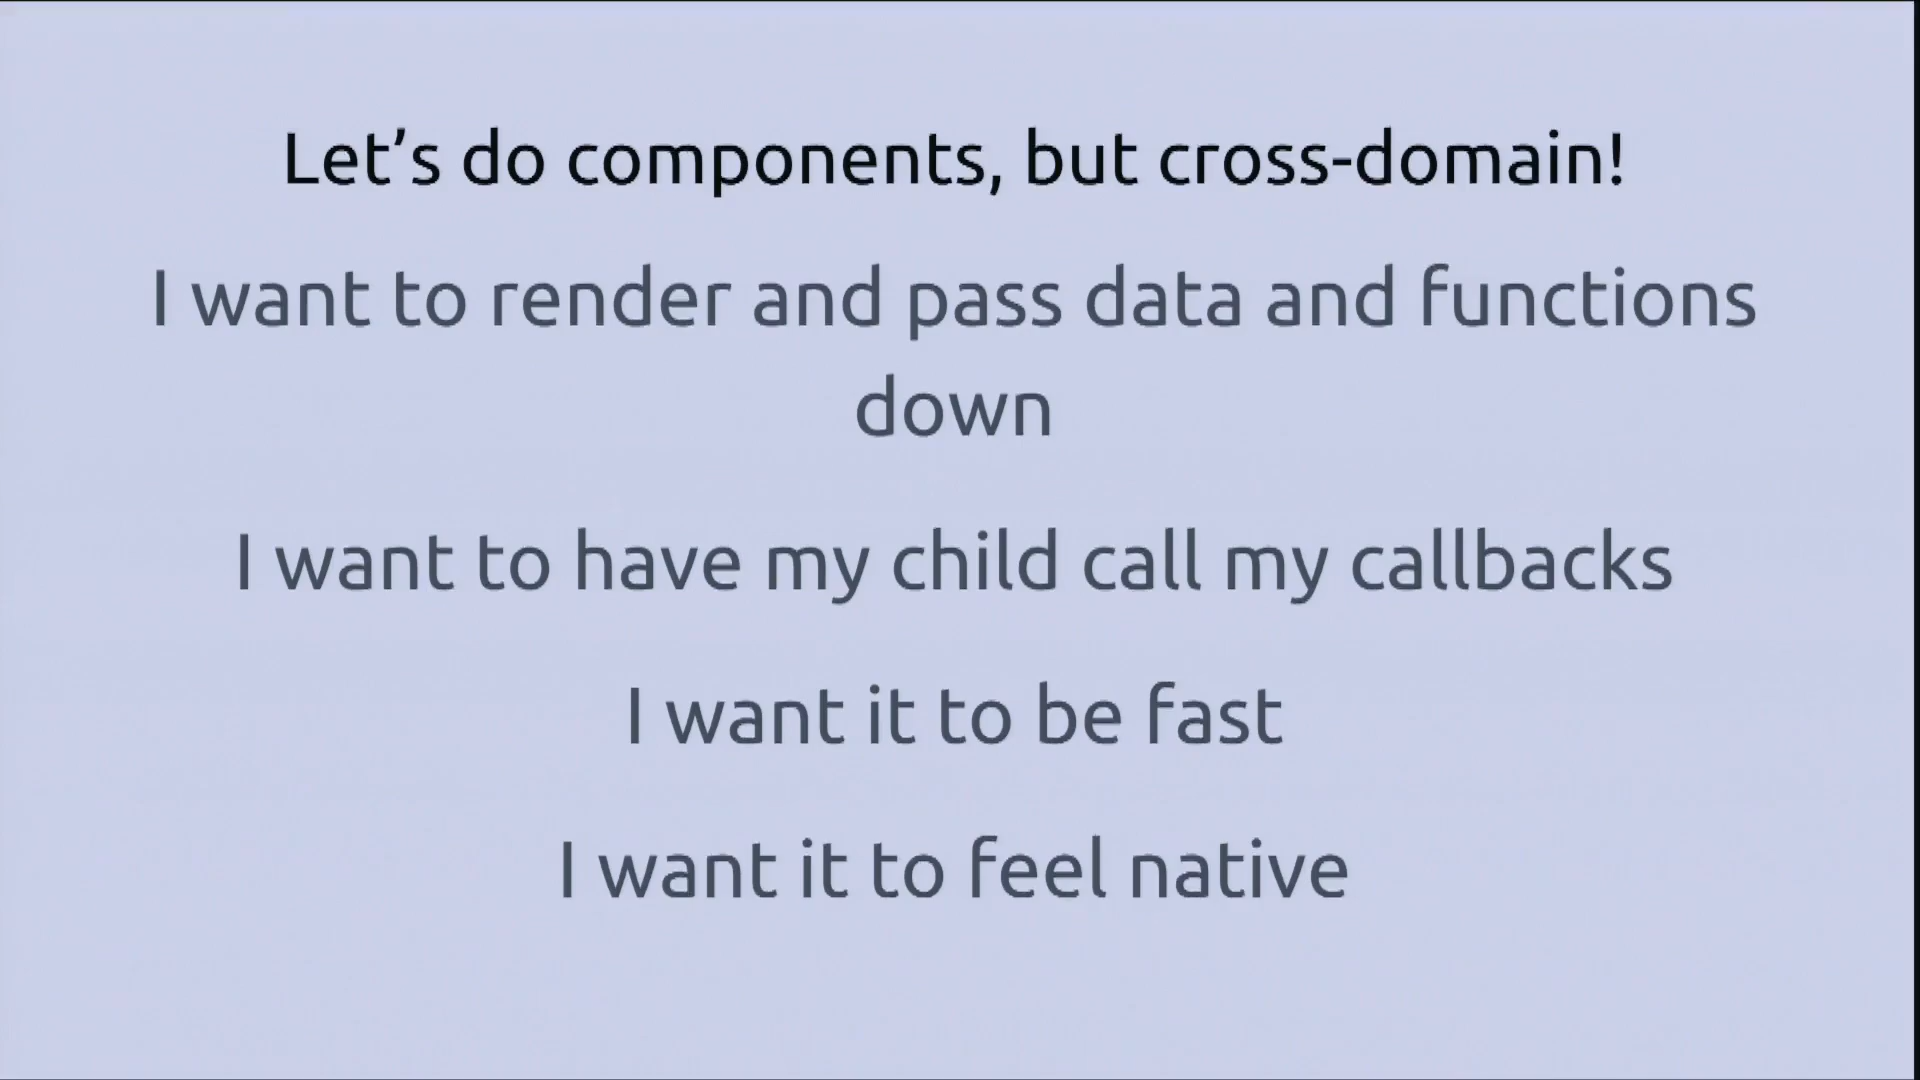 Let’s do components, but cross-domain!
I want to render and pass data and functions
down
I want to have my child call my callbacks
I want it to be fast
I want it to feel native